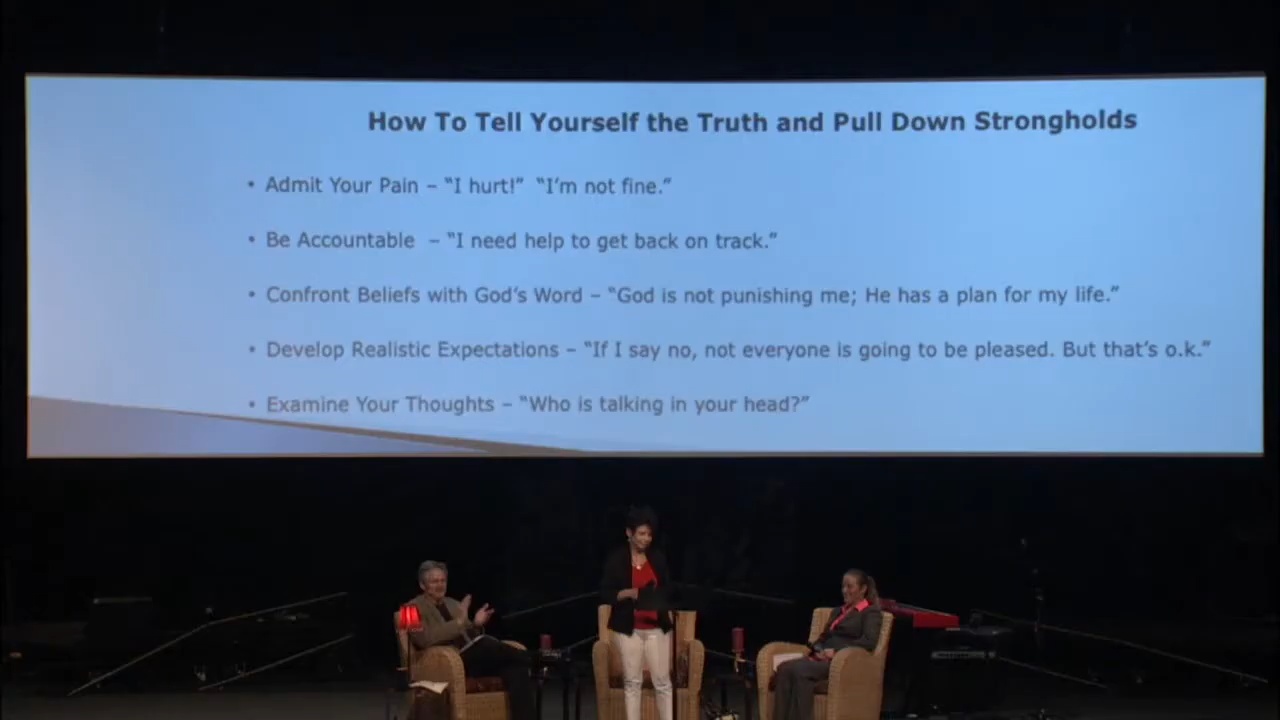 How To Tell Yourself the Truth and Pull Down Strongholds
• Admit Your Pain – “I hurt!”  “I’m not fine.”
• Be Accountable  – “I need help to get back on track.”
• Confront Beliefs with God’s Word – “God is not punishing me; He has a plan for my life.”
• Develop Realistic Expectations – “If I say no, not everyone is going to be pleased. But that’s o.k.”
• Examine Your Thoughts – “Who is talking in your head?”